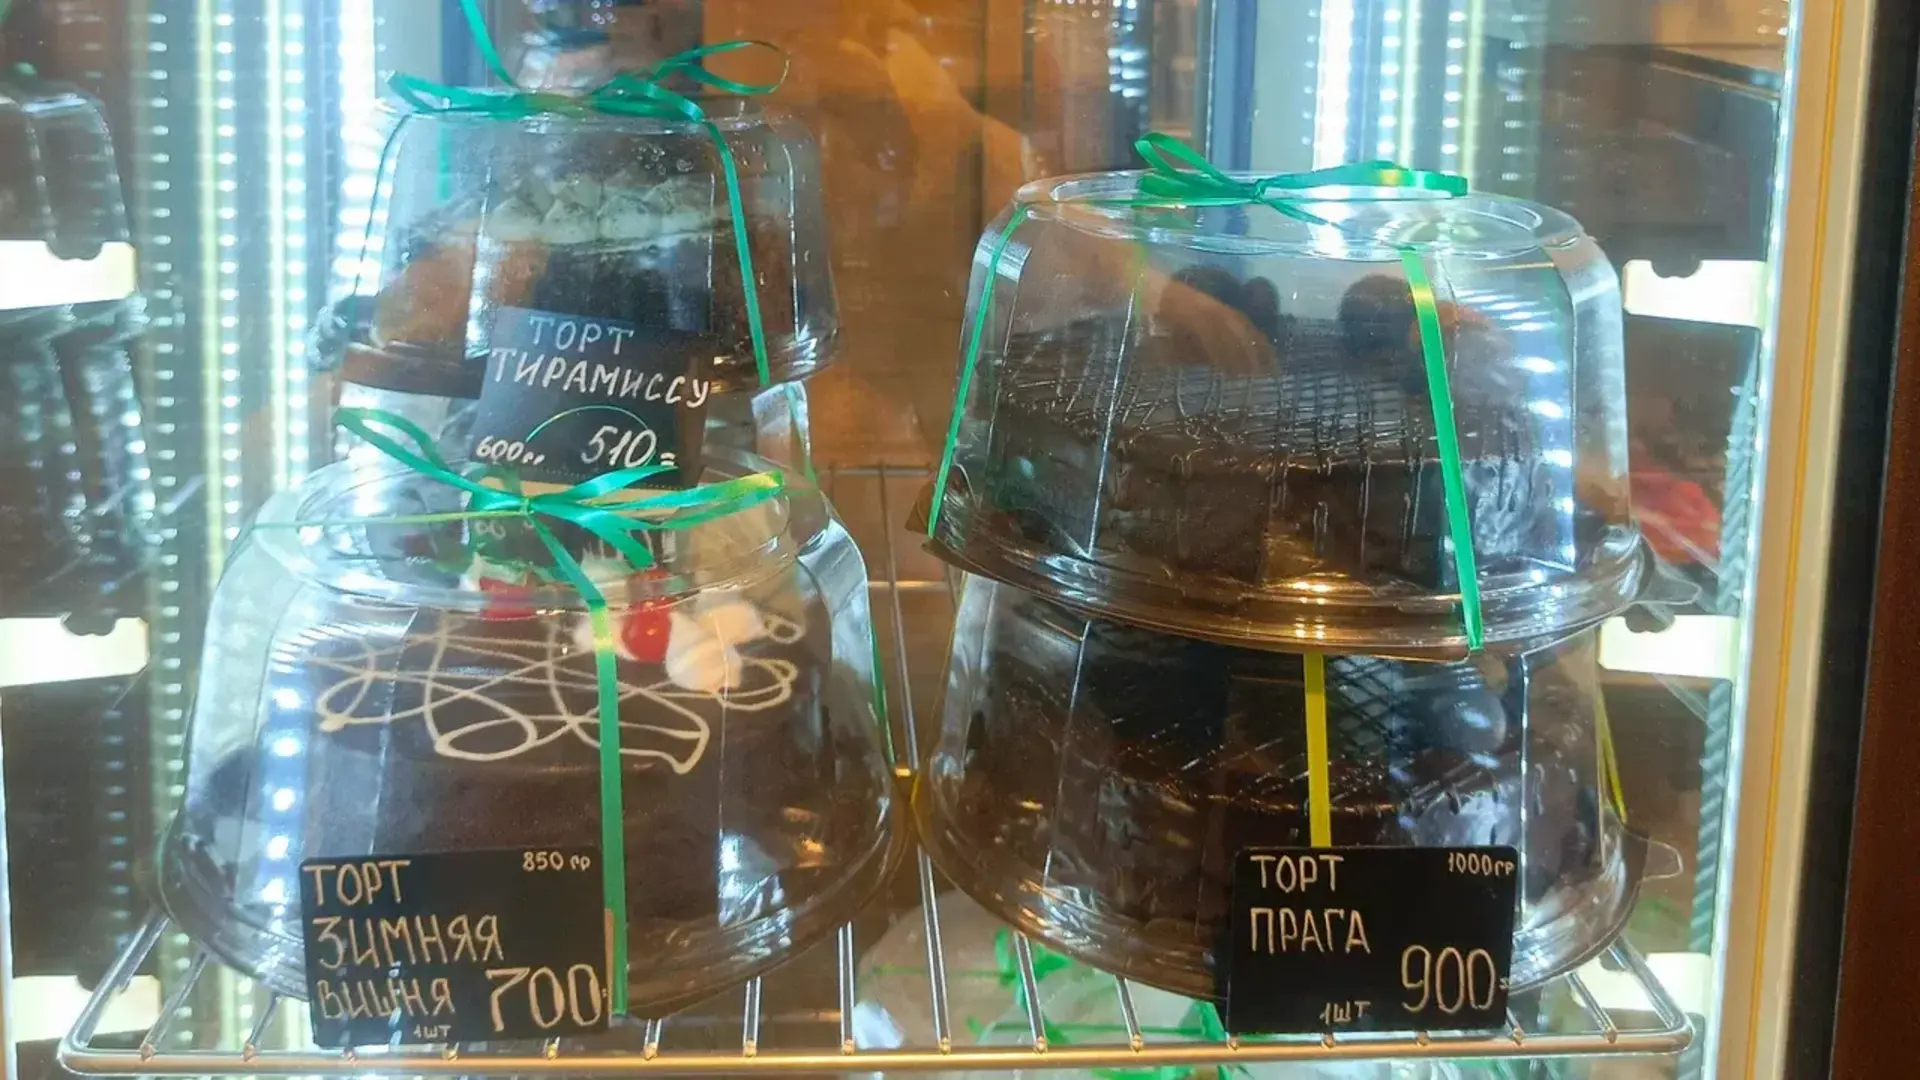 ТОРТ
ТИРАМИССУ
600гр 510=
ТОРТ 850 гр
ЗИМНЯЯ
ВИШНЯ 700=
1шт
ТОРТ 1000гр
ПРАГА
1шт 900=